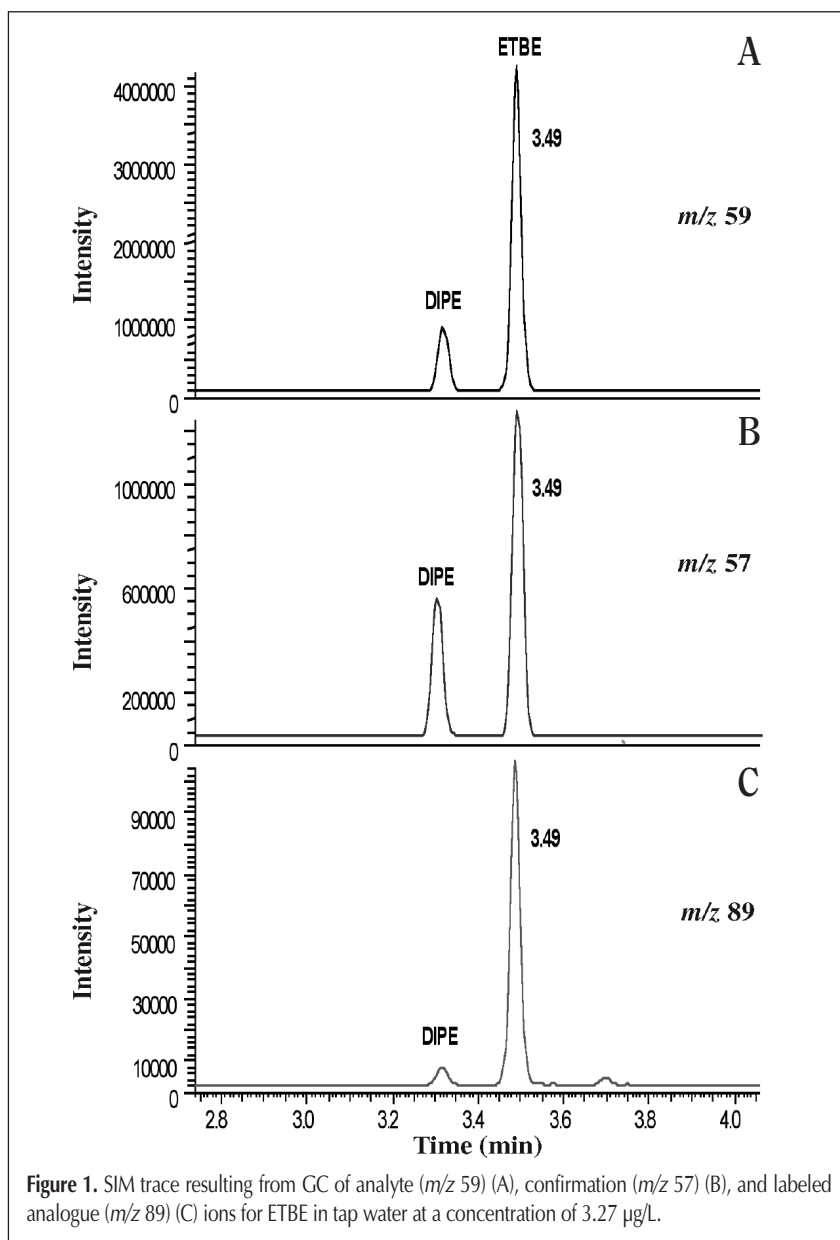 A
ETBE
4000000
3.49
3000000
Intensity
m/z 59
2000000
DIPE
1000000
0
B
1000000
3.49
Intensity
DIPE
m/z 57
600000
200000
0
C
90000
3.49
70000
Intensity
m/z 89
50000
30000
DIPE
10000
0
2.8 3.0 3.2 3.4 3.6 3.8 4.0
Time (min)
Figure 1. SIM trace resulting from GC of analyte (m/z 59) (A), confirmation (m/z 57) (B), and labeled
analogue (m/z 89) (C) ions for ETBE in tap water at a concentration of 3.27 µg/L.